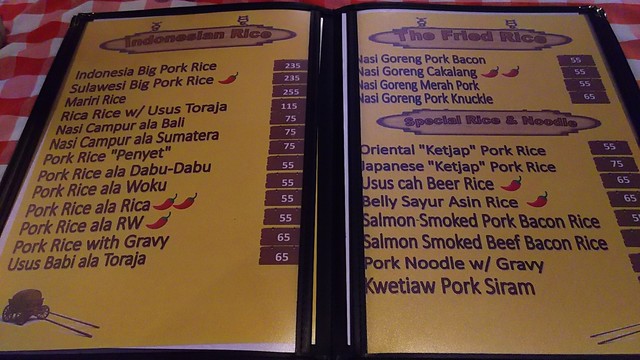 Indonesian Rice
Indonesia Big Pork Rice 235
Sulawesi Big Pork Rice 235
Mariri Rice 255
Rica Rice w/ Usus Toraja 115
Nasi Campur ala Bali 75
Nasi Campur ala Sumatera 75
Pork Rice "Penyet" 75
Pork Rice ala Dabu-Dabu 55
Pork Rice ala Woku 55
Pork Rice ala Rica 55
Pork Rice ala RW 55
Pork Rice with Gravy 65
Usus Babi ala Toraja 65
The Fried Rice
Nasi Goreng Pork Bacon 55
Nasi Goreng Cakalang 55
Nasi Goreng Merah Pork 55
Nasi Goreng Pork Knuckle 65
Special Rice & Noodle
Oriental "Ketjap" Pork Rice 55
Japanese "Ketjap" Pork Rice 75
Usus cah Beer Rice 65
Belly Sayur Asin Rice 65
Salmon Smoked Pork Bacon Rice
Salmon Smoked Beef Bacon Rice
Pork Noodle w/ Gravy
Kwetiaw Pork Siram